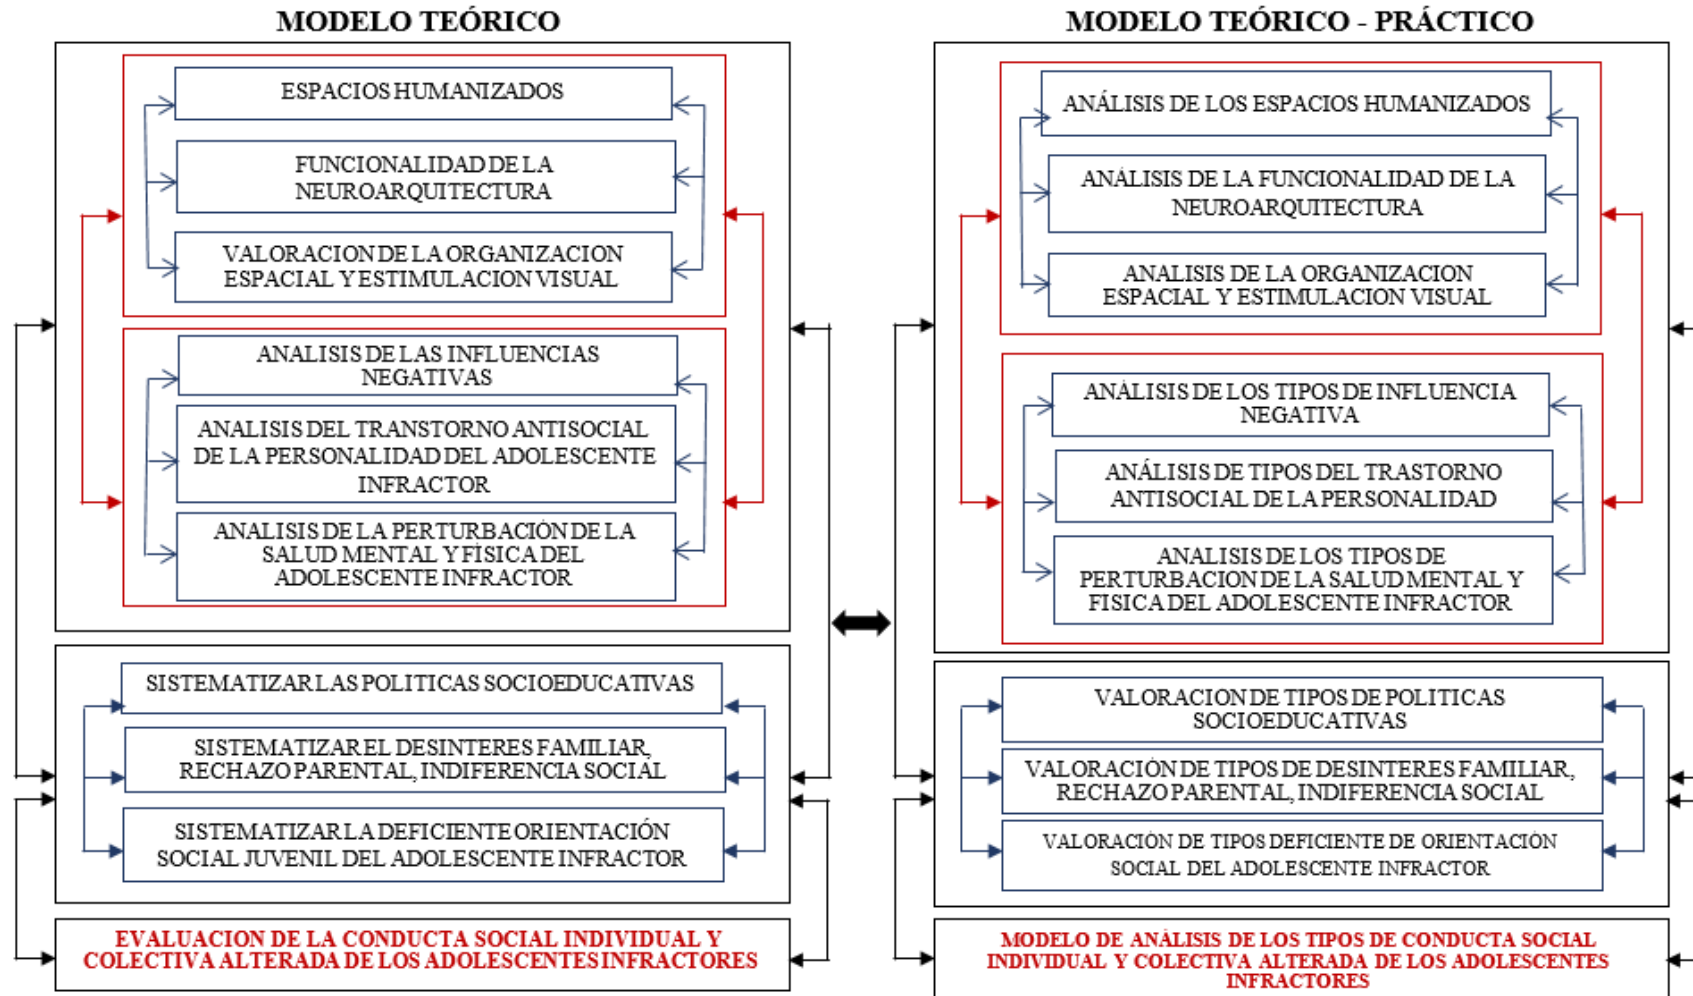 MODELO TEÓRICO
ESPACIOS HUMANIZADOS
FUNCIONALIDAD DE LA
NEUROARQUITECTURA
VALORACION DE LA ORGANIZACION
ESPACIAL Y ESTIMULACION VISUAL
ANALISIS DE LAS INFLUENCIAS
NEGATIVAS
ANALISIS DEL TRANSTORNO ANTISOCIAL
DE LA PERSONALIDAD DEL ADOLESCENTE
INFRACTOR
ANALISIS DE LA PERTURBACIÓN DE LA
SALUD MENTAL Y FÍSICA DEL
ADOLESCENTE INFRACTOR
SISTEMATIZAR LAS POLITICAS SOCIOEDUCATIVAS
SISTEMATIZAR EL DESINTERES FAMILIAR,
RECHAZO PARENTAL, INDIFERENCIA SOCIAL
SISTEMATIZAR LA DEFICIENTE ORIENTACIÓN
SOCIAL JUVENIL DEL ADOLESCENTE INFRACTOR
EVALUACION DE LA CONDUCTA SOCIAL INDIVIDUAL Y
COLECTIVA ALTERADA DE LOS ADOLESCENTES INFRACTORES
MODELO TEÓRICO - PRÁCTICO
ANÁLISIS DE LOS ESPACIOS HUMANIZADOS
ANÁLISIS DE LA FUNCIONALIDAD DE LA
NEUROARQUITECTURA
ANALISIS DE LA ORGANIZACION
ESPACIAL Y ESTIMULACION VISUAL
ANÁLISIS DE LOS TIPOS DE INFLUENCIA
NEGATIVA
ANÁLISIS DE TIPOS DEL TRASTORNO
ANTISOCIAL DE LA PERSONALIDAD
ANALISIS DE LOS TIPOS DE
PERTURBACION DE LA SALUD MENTAL Y
FISICA DEL ADOLESCENTE INFRACTOR
VALORACION DE TIPOS DE POLITICAS
SOCIOEDUCATIVAS
VALORACIÓN DE TIPOS DE DESINTERES FAMILIAR,
RECHAZO PARENTAL, INDIFERENCIA SOCIAL
VALORACIÓN DE TIPOS DEFICIENTE DE ORIENTACIÓN
SOCIAL DEL ADOLESCENTE INFRACTOR
MODELO DE ANÁLISIS DE LOS TIPOS DE CONDUCTA SOCIAL
INDIVIDUAL Y COLECTIVA ALTERADA DE LOS ADOLESCENTES
INFRACTORES